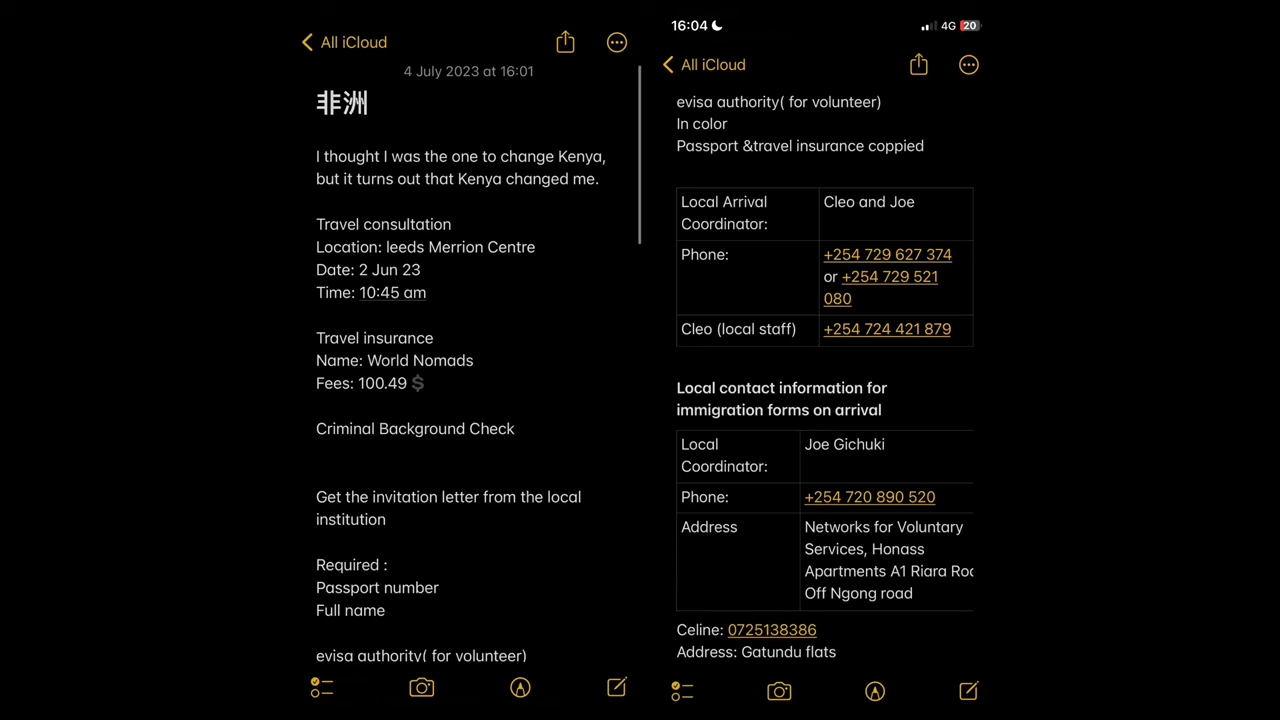 All iCloud
4 July 2023 at 16:01
非洲
I thought I was the one to change Kenya,
but it turns out that Kenya changed me.
Travel consultation
Location: leeds Merrion Centre
Date: 2 Jun 23
Time: 10:45 am
Travel insurance
Name: World Nomads
Fees: 100.49 💲
Criminal Background Check
Get the invitation letter from the local
institution
Required :
Passport number
Full name
evisa authority( for volunteer)
16:04
4G 20
All iCloud
evisa authority( for volunteer)
In color
Passport &travel insurance coppied
Local Arrival
Coordinator:
Cleo and Joe
Phone:
+254 729 627 374
or +254 729 521
080
Cleo (local staff)
+254 724 421 879
Local contact information for
immigration forms on arrival
Local
Coordinator:
Joe Gichuki
Phone:
+254 720 890 520
Address
Networks for Voluntary
Services, Honass
Apartments A1 Riara
Off Ngong road
Celine: 0725138386
Address: Gatundu flats